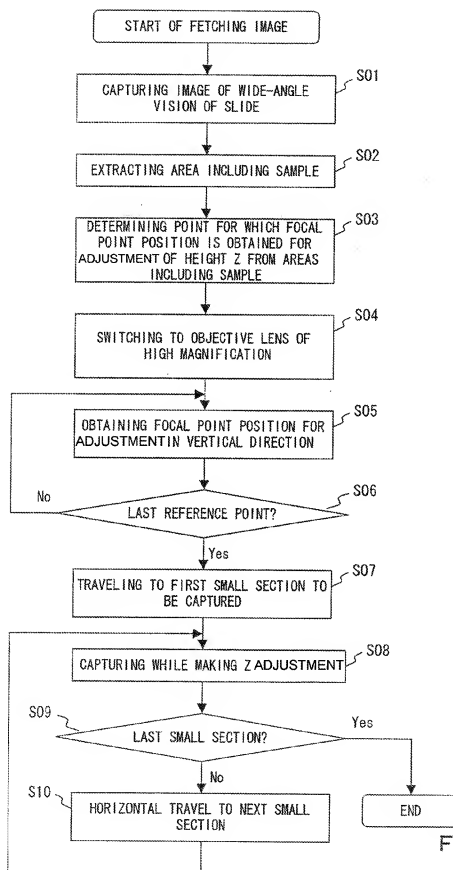 START OF FETCHING IMAGE
S01
CAPTURING IMAGE OF WIDE-ANGLE
VISION OF SLIDE
S02
EXTRACTING AREA INCLUDING SAMPLE
S03
DETERMINING POINT FOR WHICH FOCAL
POINT POSITION IS OBTAINED FOR
ADJUSTMENT OF HEIGHT Z FROM AREAS
INCLUDING SAMPLE
S04
SWITCHING TO OBJECTIVE LENS OF
HIGH MAGNIFICATION
S05
OBTAINING FOCAL POINT POSITION FOR
ADJUSTMENT IN VERTICAL DIRECTION
S06
No
LAST REFERENCE POINT?
Yes
S07
TRAVELING TO FIRST SMALL SECTION TO
BE CAPTURED
S08
CAPTURING WHILE MAKING Z ADJUSTMENT
S09
Yes
LAST SMALL SECTION?
No
S10
HORIZONTAL TRAVEL TO NEXT SMALL
SECTION
END
F